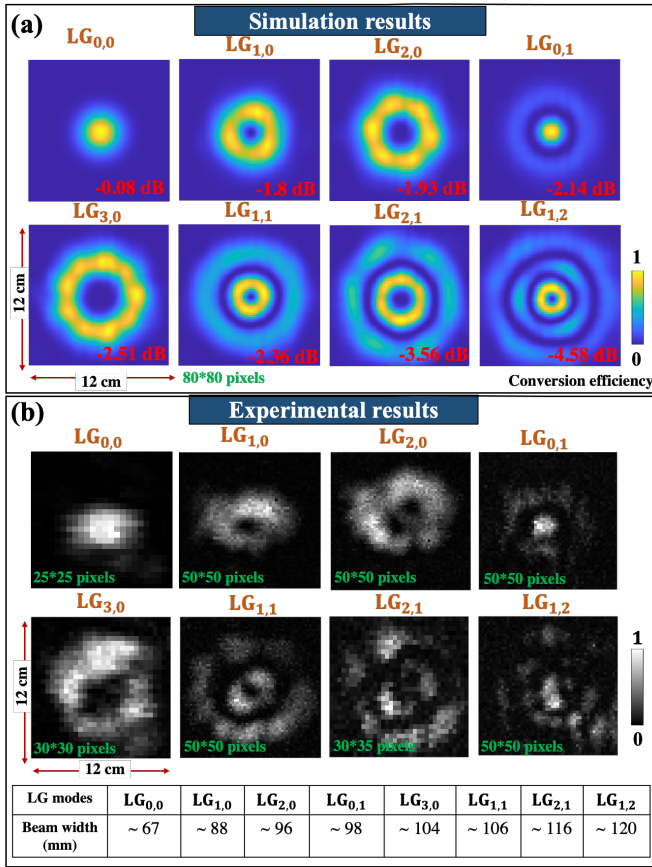 (a)
Simulation results
LG0,0
LG1,0
LG2,0
LG0,1
-0.08 dB
-1.8 dB
-1.93 dB
-2.14 dB
LG3,0
LG1,1
LG2,1
LG1,2
12 cm
-2.51 dB
-2.36 dB
-3.56 dB
-4.58 dB
1
0
12 cm
80*80 pixels
Conversion efficiency
(b)
Experimental results
LG0,0
LG1,0
LG2,0
LG0,1
25*25 pixels
50*50 pixels
50*50 pixels
50*50 pixels
LG3,0
LG1,1
LG2,1
LG1,2
12 cm
30*30 pixels
50*50 pixels
30*35 pixels
50*50 pixels
1
0
12 cm
LG modes LG0,0 LG1,0 LG2,0 LG0,1 LG3,0 LG1,1 LG2,1 LG1,2
Beam width (mm) ~ 67 ~ 88 ~ 96 ~ 98 ~ 104 ~ 106 ~ 116 ~ 120